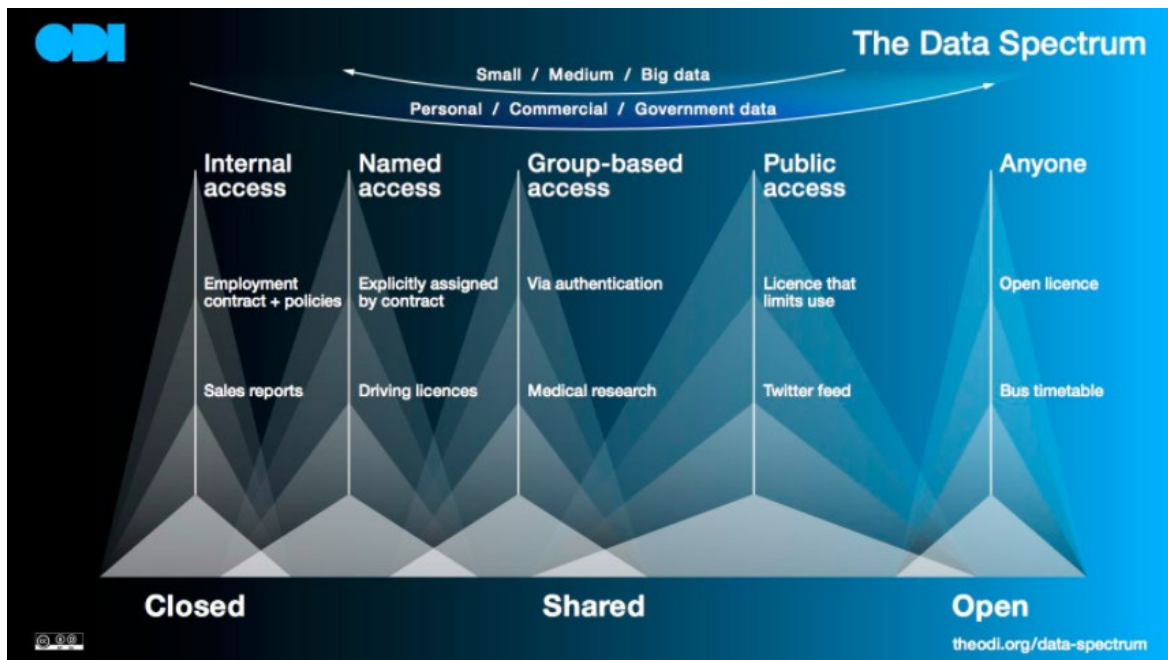 ODI
The Data Spectrum
Small / Medium / Big data
Personal / Commercial / Government data
Internal
access
Named
access
Group-based
access
Public
access
Anyone
Employment
contract + policies
Explicitly assigned
by contract
Via authentication
Licence that
limits use
Open licence
Sales reports
Driving licences
Medical research
Twitter feed
Bus timetable
Closed
Shared
Open
theodi.org/data-spectrum